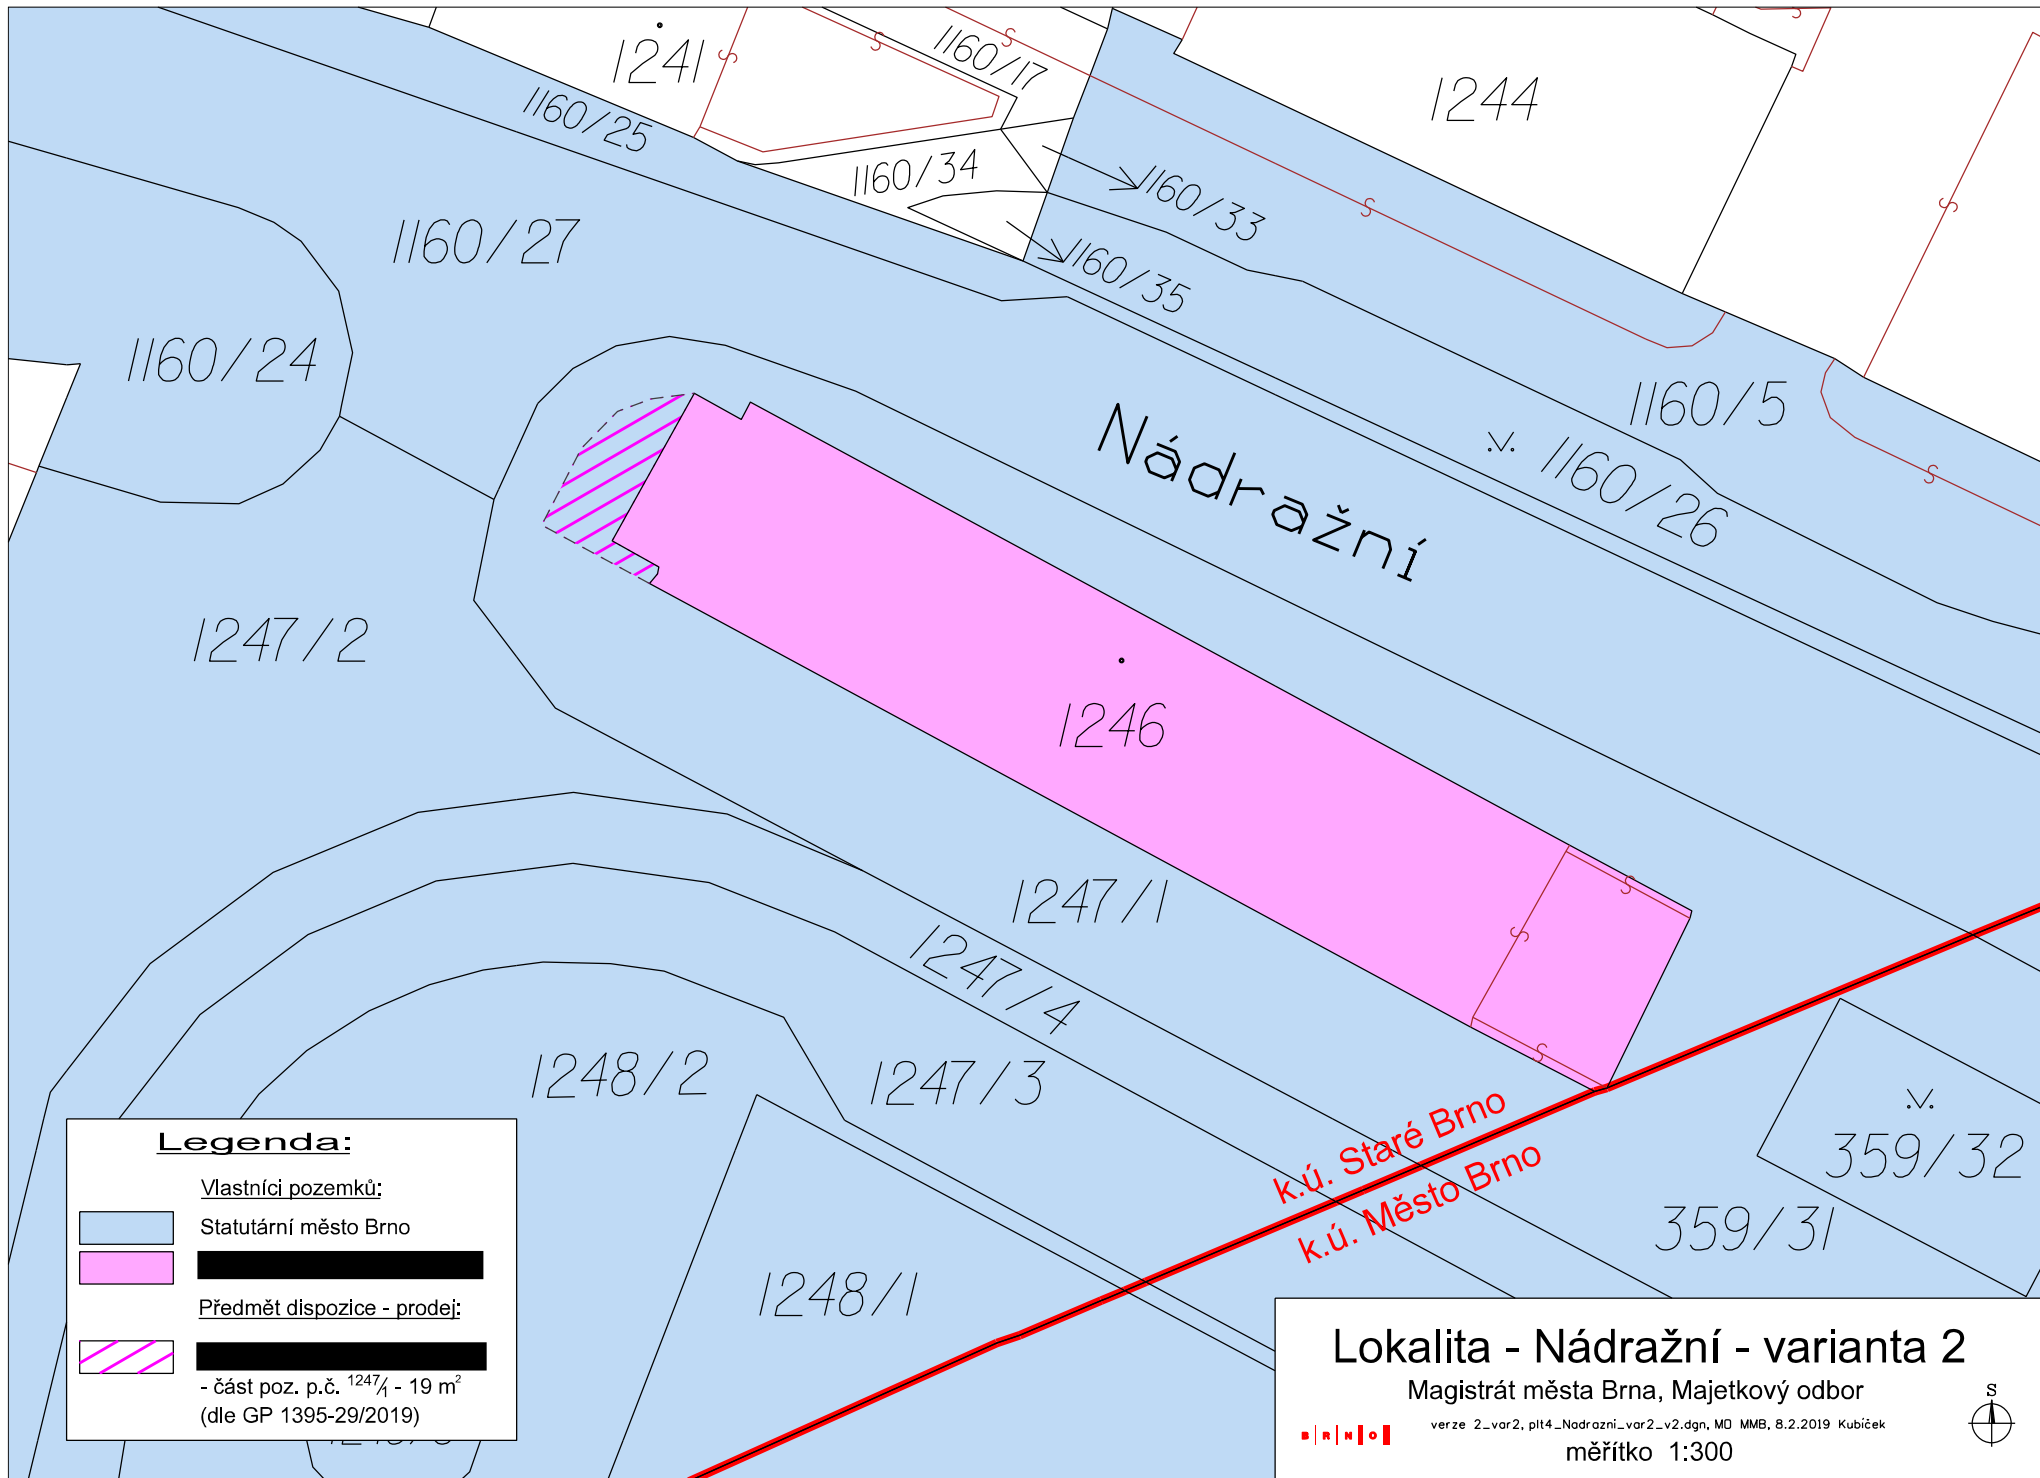 1241
1160/17
1244
1160/25
1160/34
1160/33
1160/27
1160/35
1160/24
1160/5
Nádražní
1160/26
1247/2
1246
1247/1
1247/4
1248/2
1247/3
359/32
359/31
1248/1
k.ú. Staré Brno
k.ú. Město Brno
Legenda:
Vlastníci pozemků:
Statutární město Brno
Předmět dispozice - prodej:
- část poz. p.č. 1247/1 - 19 m²
(dle GP 1395-29/2019)
Lokalita - Nádražní - varianta 2
Magistrát města Brna, Majetkový odbor
verze 2_var2, plt4_Nadrazni_var2_v2.dgn, MO MMB, 8.2.2019 Kubíček
měřítko 1:300
BRNO
S